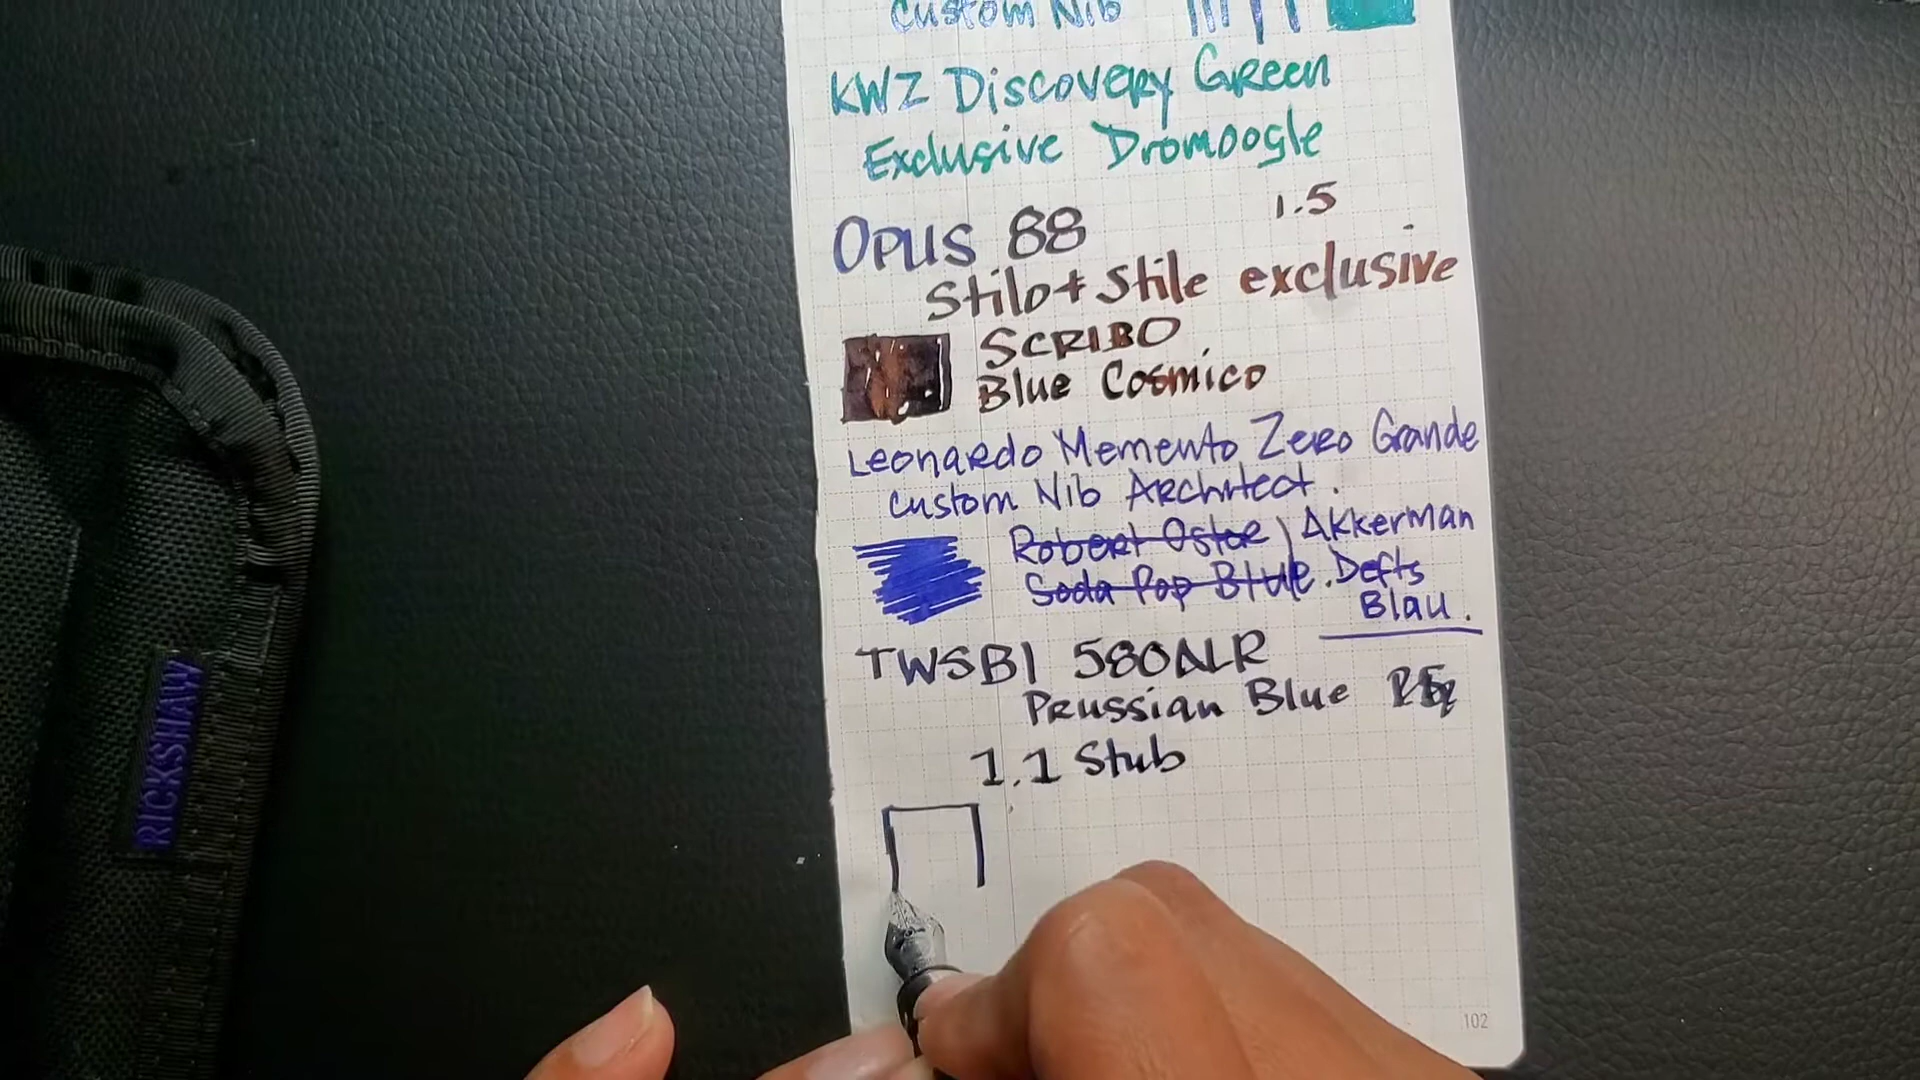 Custom Nib
KWZ Discovery Green
Exclusive Dromoogle
1.5
OPUS 88
Stilo & Stile exclusive
SCRIBO
Blue Cosmico
Leonardo Memento Zero Grande
Custom Nib Architect.
Robert Oster / Akkerman
Soda Pop Blue. Delfts
Blau.
TWSBI 580ALR
Prussian Blue
1.1 Stub
RICKSHAW
102